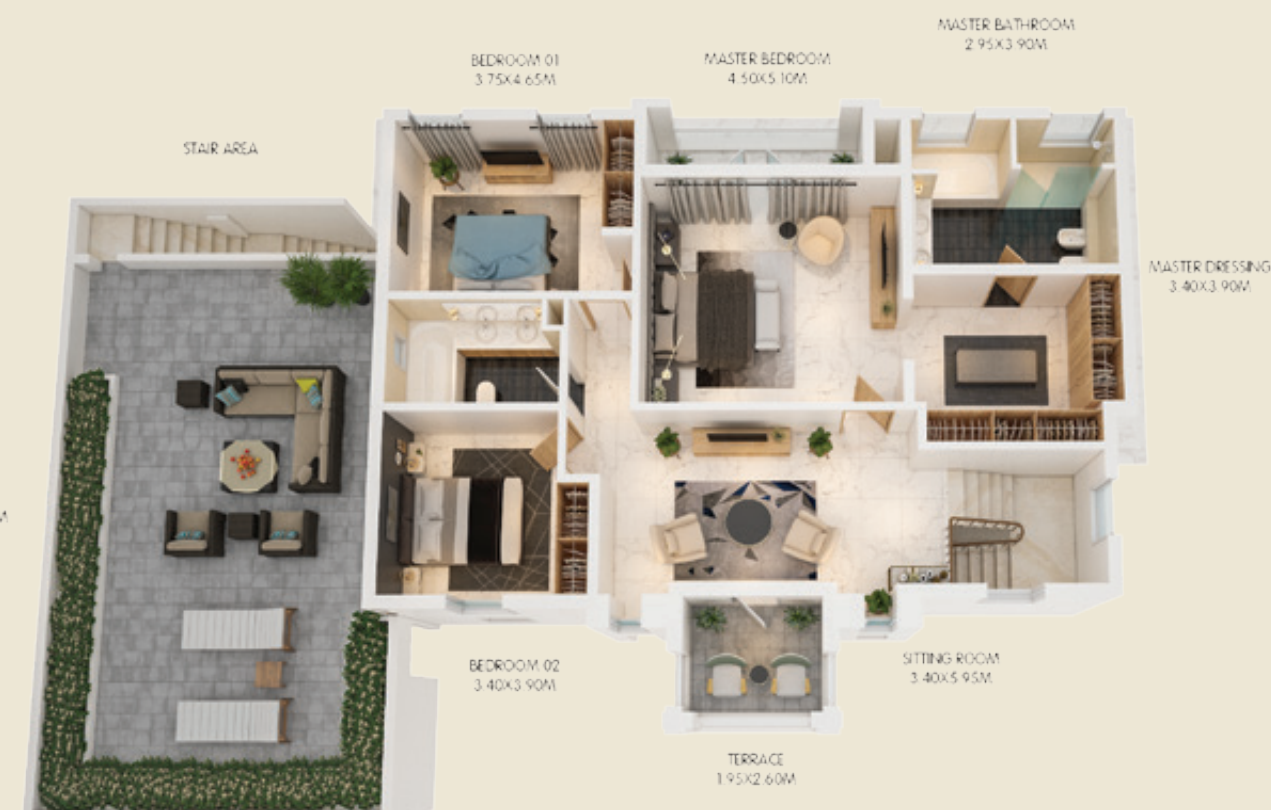 MASTER BATHROOM
2.95X3.90M
BEDROOM 01
3.75X4.65M
MASTER BEDROOM
4.50X5.10M
STAIR AREA
MASTER DRESSING
3.40X3.90M
BEDROOM 02
3.40X3.90M
SITTING ROOM
3.40X5.95M
TERRACE
1.95X2.60M